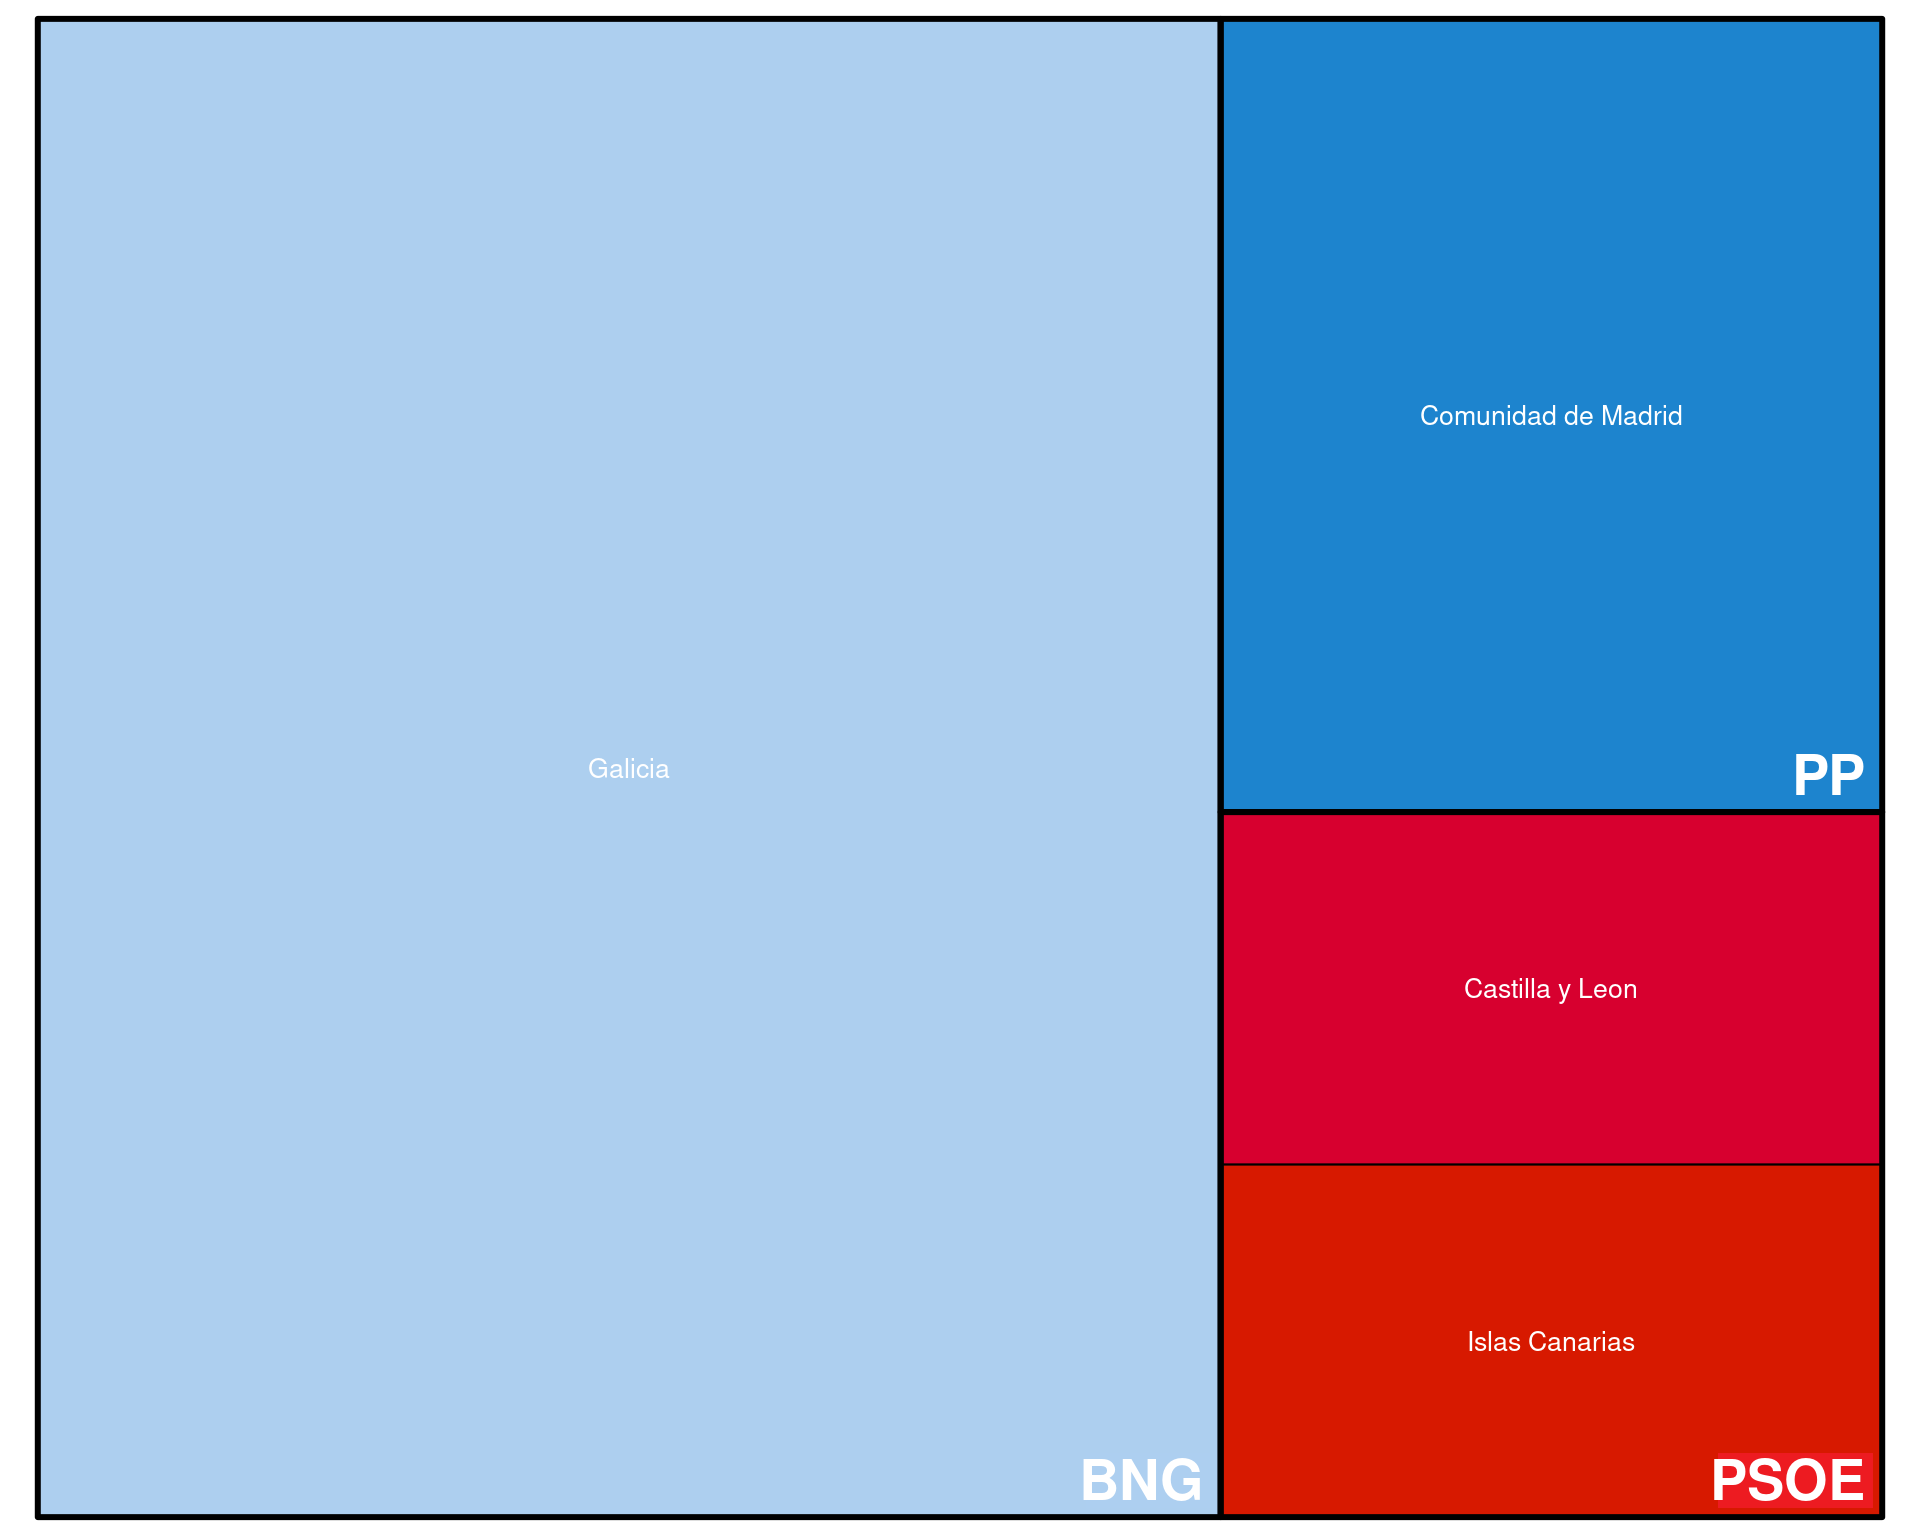 Galicia
BNG
Comunidad de Madrid
PP
Castilla y Leon
Islas Canarias
PSOE